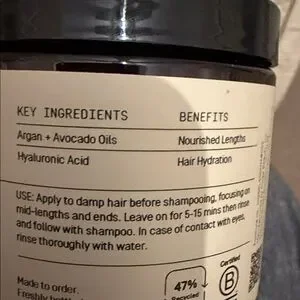 KEY INGREDIENTS BENEFITS
Argan + Avocado Oils Nourished Lengths
Hyaluronic Acid Hair Hydration
USE: Apply to damp hair before shampooing, focusing on
mid-lengths and ends. Leave on for 5-15 mins then rinse
and follow with shampoo. In case of contact with eyes,
rinse thoroughly with water.
Made to order.
47%
Recycled
Certified
B